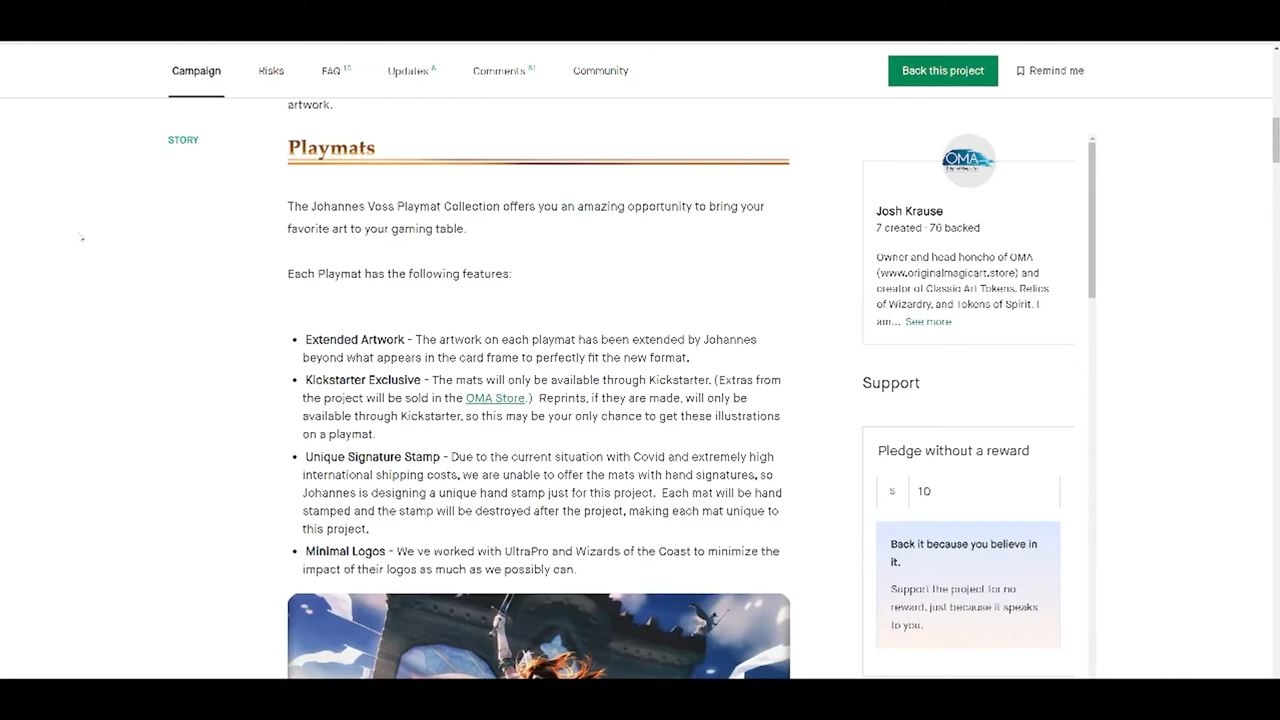 Campaign
Risks
FAQ
Updates
Comments
Community
Back this project
Remind me
artwork.
STORY
Playmats
The Johannes Voss Playmat Collection offers you an amazing opportunity to bring your
favorite art to your gaming table.
Each Playmat has the following features:
• Extended Artwork - The artwork on each playmat has been extended by Johannes
beyond what appears in the card frame to perfectly fit the new format.
• Kickstarter Exclusive - The mats will only be available through Kickstarter. (Extras from
the project will be sold in the OMA Store.) Reprints, if they are made, will only be
available through Kickstarter, so this may be your only chance to get these illustrations
on a playmat.
• Unique Signature Stamp - Due to the current situation with Covid and extremely high
international shipping costs, we are unable to offer the mats with hand signatures, so
Johannes is designing a unique hand stamp just for this project. Each mat will be hand
stamped and the stamp will be destroyed after the project, making each mat unique to
this project.
• Minimal Logos - We ve worked with UltraPro and Wizards of the Coast to minimize the
impact of their logos as much as we possibly can.
OMA
Josh Krause
7 created · 76 backed
Owner and head honcho of OMA
(www.originalmagicart.store) and
creator of Classic Art Tokens, Relics
of Wizardry, and Tokens of Spirit. I
am... See more
Support
Pledge without a reward
$ 10
Back it because you believe in
it.
Support the project for no
reward, just because it speaks
to you.